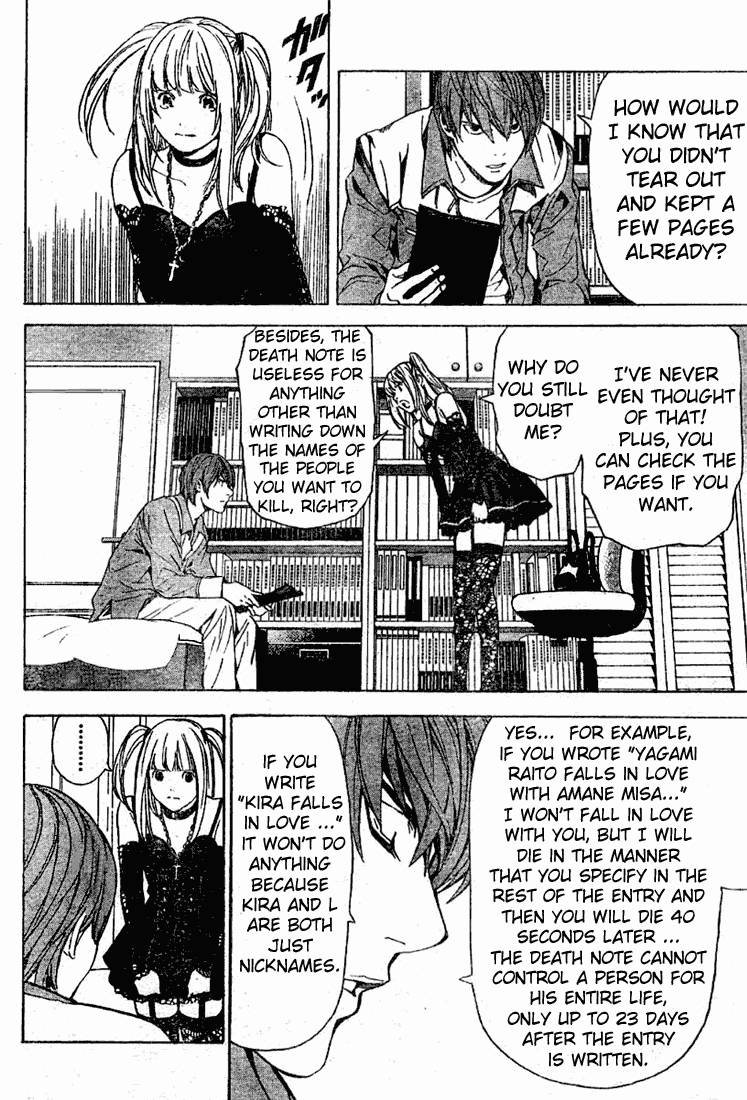 HOW WOULD
I KNOW THAT
YOU DIDN'T
TEAR OUT
AND KEPT A
FEW PAGES
ALREADY?
ガタッ
I'VE NEVER
EVEN THOUGHT
OF THAT!
PLUS, YOU
CAN CHECK THE
PAGES IF YOU
WANT.
WHY DO
YOU STILL
DOUBT
ME?
BESIDES, THE
DEATH NOTE IS
USELESS FOR
ANYTHING
OTHER THAN
WRITING DOWN
THE NAMES OF
THE PEOPLE
YOU WANT TO
KILL, RIGHT?
YES... FOR EXAMPLE,
IF YOU WROTE "YAGAMI
RAITO FALLS IN LOVE
WITH AMANE MISA..."
I WON'T FALL IN LOVE
WITH YOU, BUT I WILL
DIE IN THE MANNER
THAT YOU SPECIFY IN THE
REST OF THE ENTRY AND
THEN YOU WILL DIE 40
SECONDS LATER ...
THE DEATH NOTE CANNOT
CONTROL A PERSON FOR
HIS ENTIRE LIFE,
ONLY UP TO 23 DAYS
AFTER THE ENTRY
IS WRITTEN.
IF YOU
WRITE
"KIRA FALLS
IN LOVE ..."
IT WON'T DO
ANYTHING
BECAUSE
KIRA AND L
ARE BOTH
JUST
NICKNAMES.
........